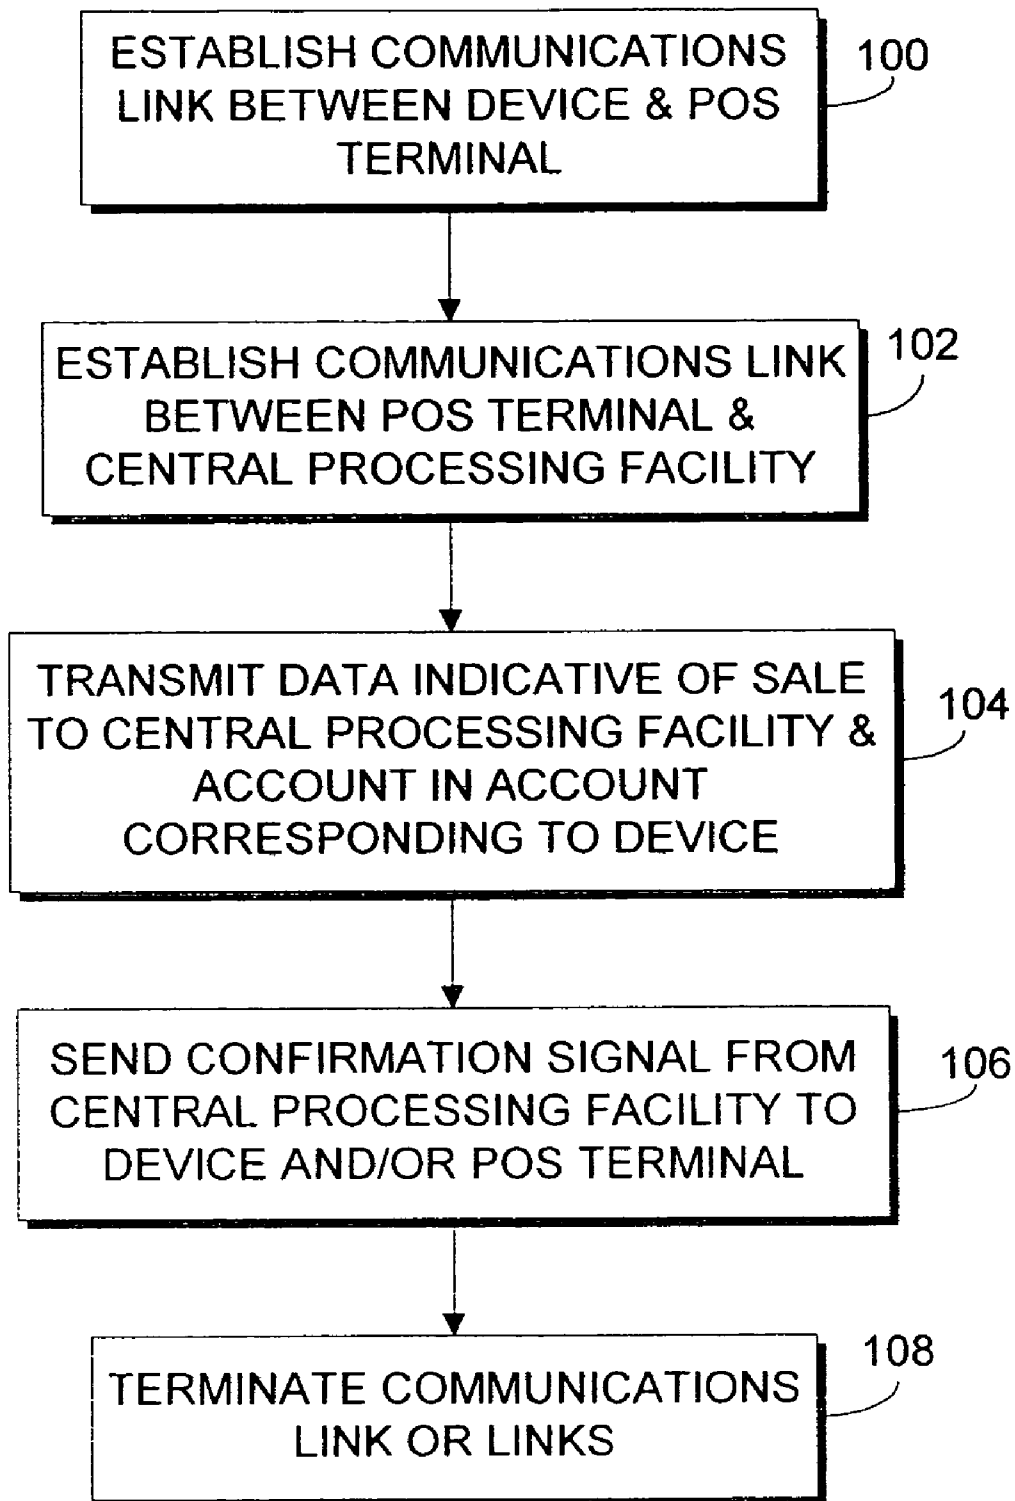 ESTABLISH COMMUNICATIONS
LINK BETWEEN DEVICE & POS
TERMINAL
100
ESTABLISH COMMUNICATIONS LINK
BETWEEN POS TERMINAL &
CENTRAL PROCESSING FACILITY
102
TRANSMIT DATA INDICATIVE OF SALE
TO CENTRAL PROCESSING FACILITY &
ACCOUNT IN ACCOUNT
CORRESPONDING TO DEVICE
104
SEND CONFIRMATION SIGNAL FROM
CENTRAL PROCESSING FACILITY TO
DEVICE AND/OR POS TERMINAL
106
TERMINATE COMMUNICATIONS
LINK OR LINKS
108